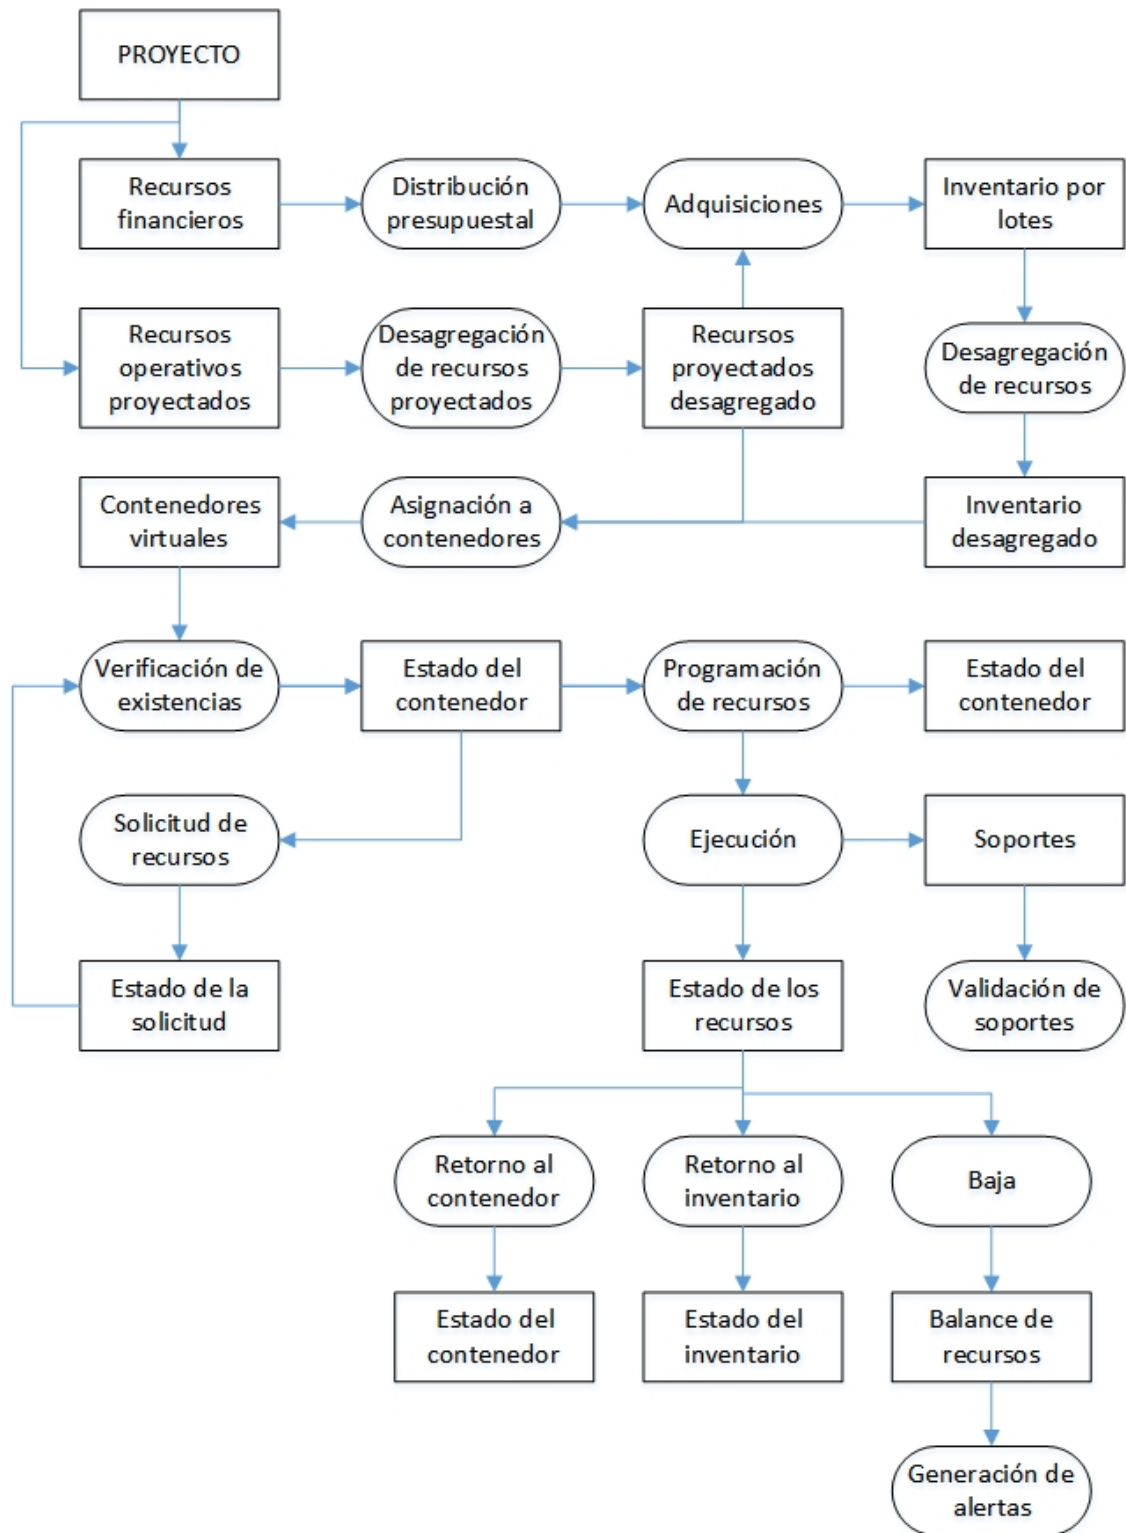 PROYECTO
Recursos
financieros
Distribución
presupuestal
Adquisiciones
Inventario por
lotes
Recursos
operativos
proyectados
Desagregación
de recursos
proyectados
Recursos
proyectados
desagregado
Desagregación
de recursos
Contenedores
virtuales
Asignación a
contenedores
Inventario
desagregado
Verificación de
existencias
Estado del
contenedor
Programación
de recursos
Estado del
contenedor
Solicitud de
recursos
Ejecución
Soportes
Estado de la
solicitud
Estado de los
recursos
Validación de
soportes
Retorno al
contenedor
Retorno al
inventario
Baja
Estado del
contenedor
Estado del
inventario
Balance de
recursos
Generación de
alertas